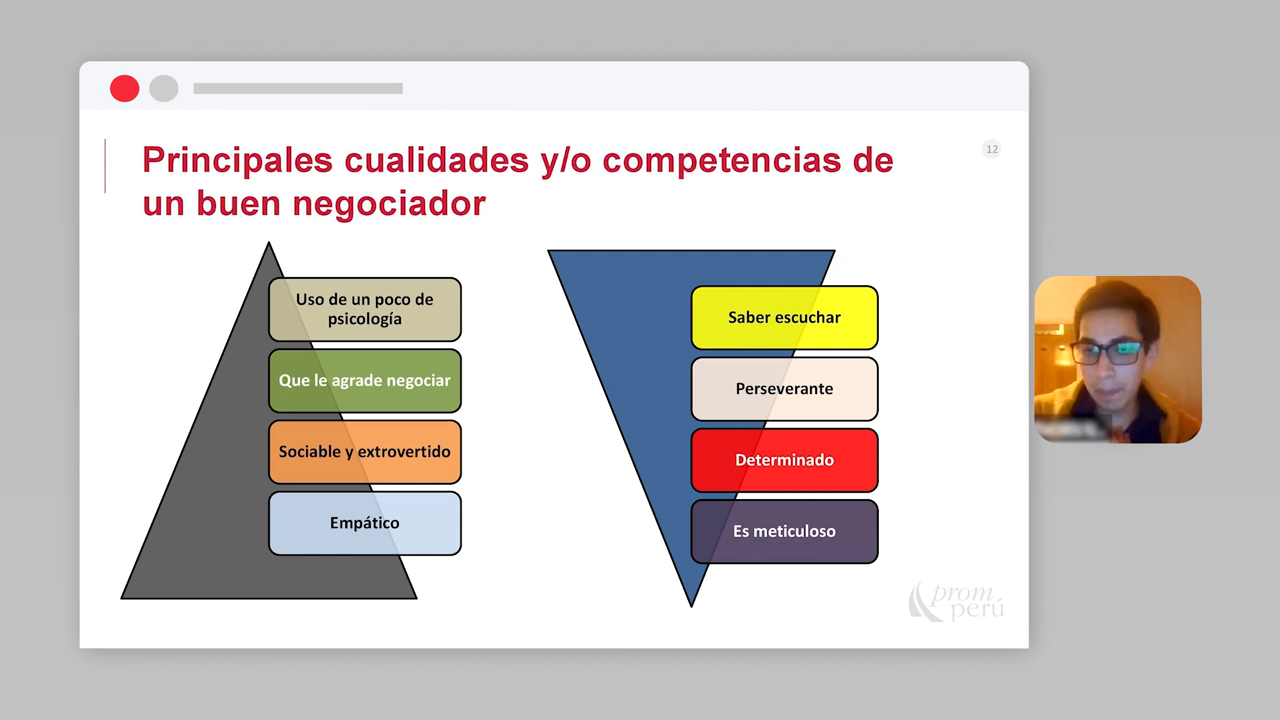 Principales cualidades y/o competencias de
un buen negociador
12
Uso de un poco de
psicología
Que le agrade negociar
Sociable y extrovertido
Empático
Saber escuchar
Perseverante
Determinado
Es meticuloso
prom
perú